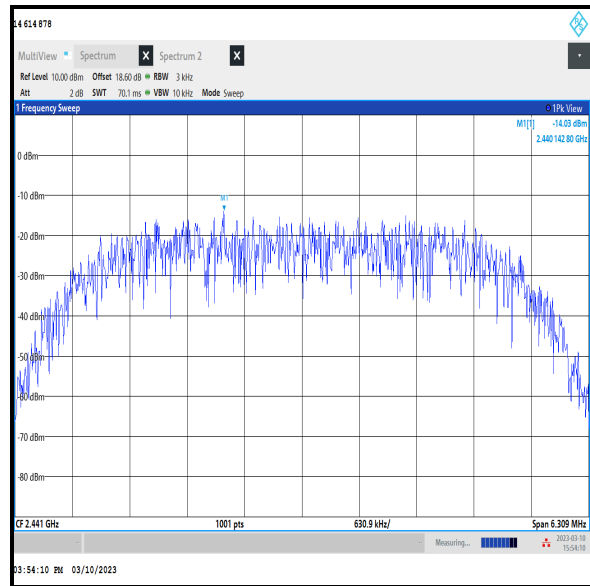 14 614 878
MultiView Spectrum X Spectrum 2 X
Ref Level 10.00 dBm Offset 18.60 dB RBW 3 kHz
Att 2 dB SWT 70.1 ms VBW 10 kHz Mode Sweep
1 Frequency Sweep 1Pk View
M1[1] -14.03 dBm
2.440 142 80 GHz
0 dBm
M1
-10 dBm
-20 dBm
-30 dBm
-40 dBm
-50 dBm
-60 dBm
-70 dBm
-80 dBm
CF 2.441 GHz 1001 pts 630.9 kHz/ Span 6.309 MHz
Measuring... 2023-03-10
15:54:10
03:54:10 PM 03/10/2023